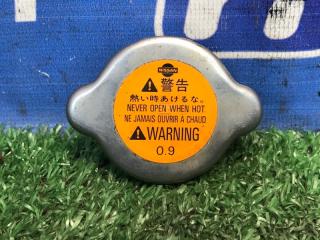 NISSAN
⚠警告
熱い時あけるな。
NEVER OPEN WHEN HOT
NE JAMAIS OUVRIR À CHAUD
⚠WARNING
0.9